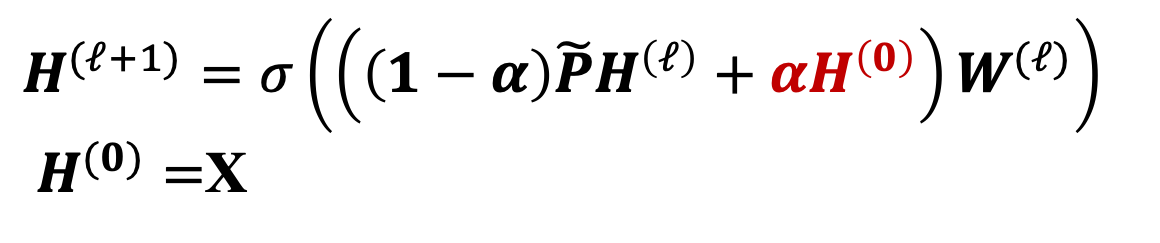 H^(ℓ+1) = σ(((1 − α)P̃H^(ℓ) + αH^(0))W^(ℓ))
H^(0) =X